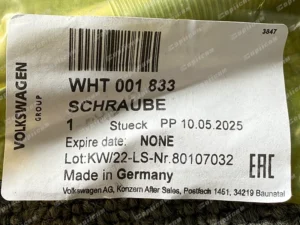 3847
VOLKSWAGEN
GROUP
WHT 001 833
SCHRAUBE
1 Stueck PP 10.05.2025
Expire date: NONE
Lot:KW/22-LS-Nr.80107032
Made in Germany
EAC
Volkswagen AG, Konzern After Sales, Postfach 1451, 34219 Baunatal